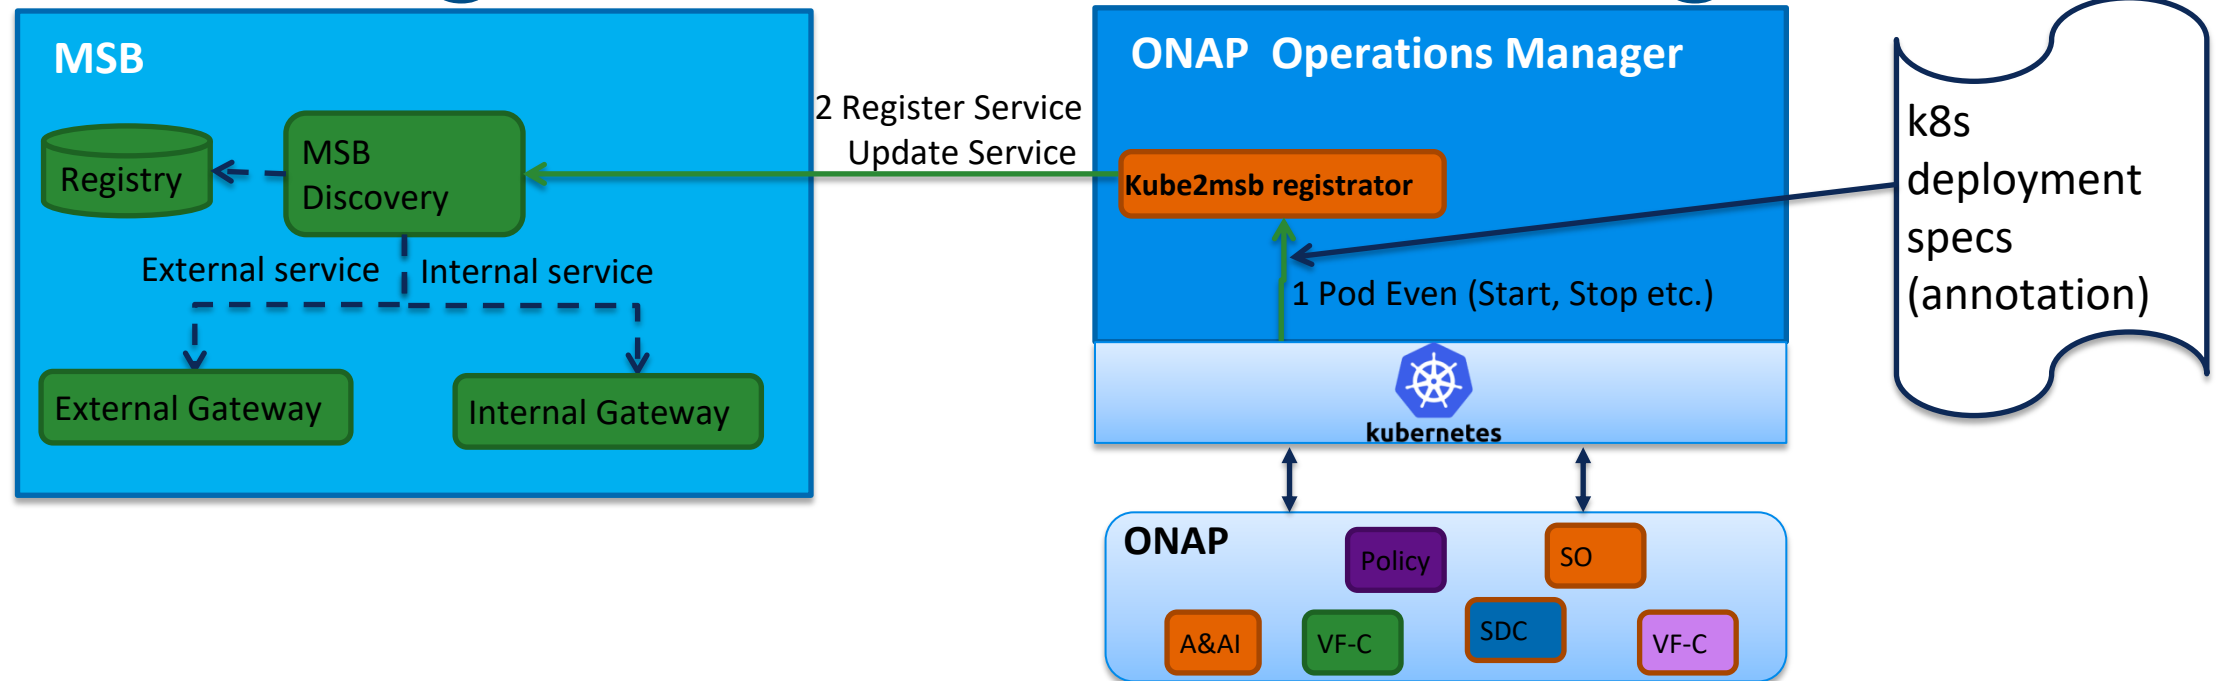 MSB
Registry
MSB
Discovery
External service
Internal service
External Gateway
Internal Gateway
2 Register Service
Update Service
ONAP  Operations Manager
Kube2msb registrator
1 Pod Even (Start, Stop etc.)
kubernetes
k8s
deployment
specs
(annotation)
ONAP
Policy
SO
A&AI
VF-C
SDC
VF-C